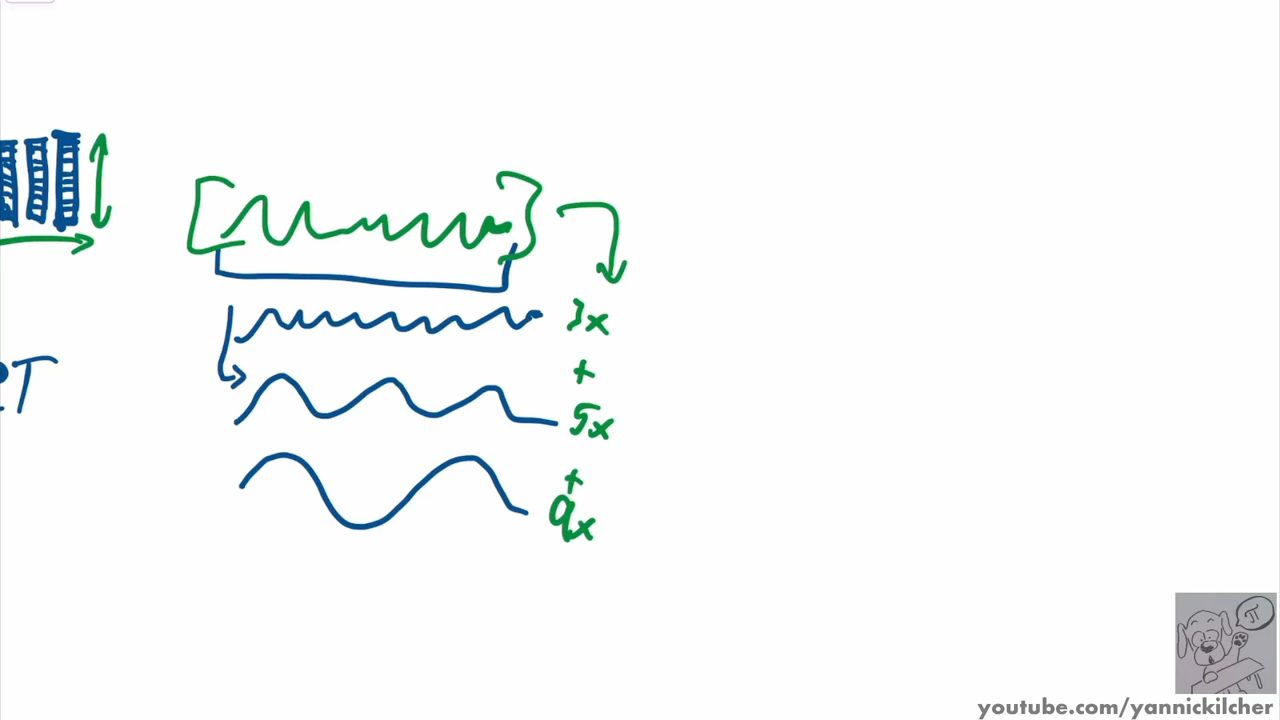 3x
+
5x
+
9x
π
youtube.com/yannickilcher